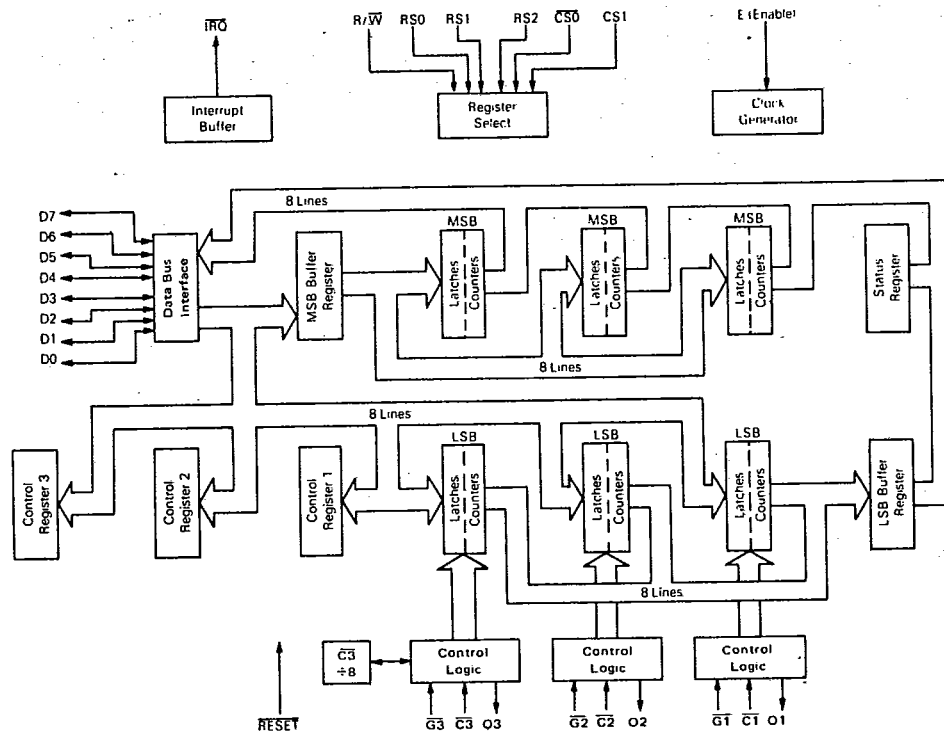 IRQ
R/W RS0 RS1 RS2 CS0 CS1
E (Enable)
Interrupt
Buffer
Register
Select
Clock
Generator
8 Lines
D7
D6
D5
D4
D3
D2
D1
D0
Data Bus
Interface
MSB Buffer
Register
MSB
Latches
Counters
MSB
Latches
Counters
MSB
Latches
Counters
Status
Register
8 Lines
8 Lines
Control
Register 3
Control
Register 2
Control
Register 1
LSB
Latches
Counters
LSB
Latches
Counters
LSB
Latches
Counters
LSB Buffer
Register
8 Lines
C3
÷8
Control
Logic
Control
Logic
Control
Logic
RESET
G3 C3 O3
G2 C2 O2
G1 C1 O1